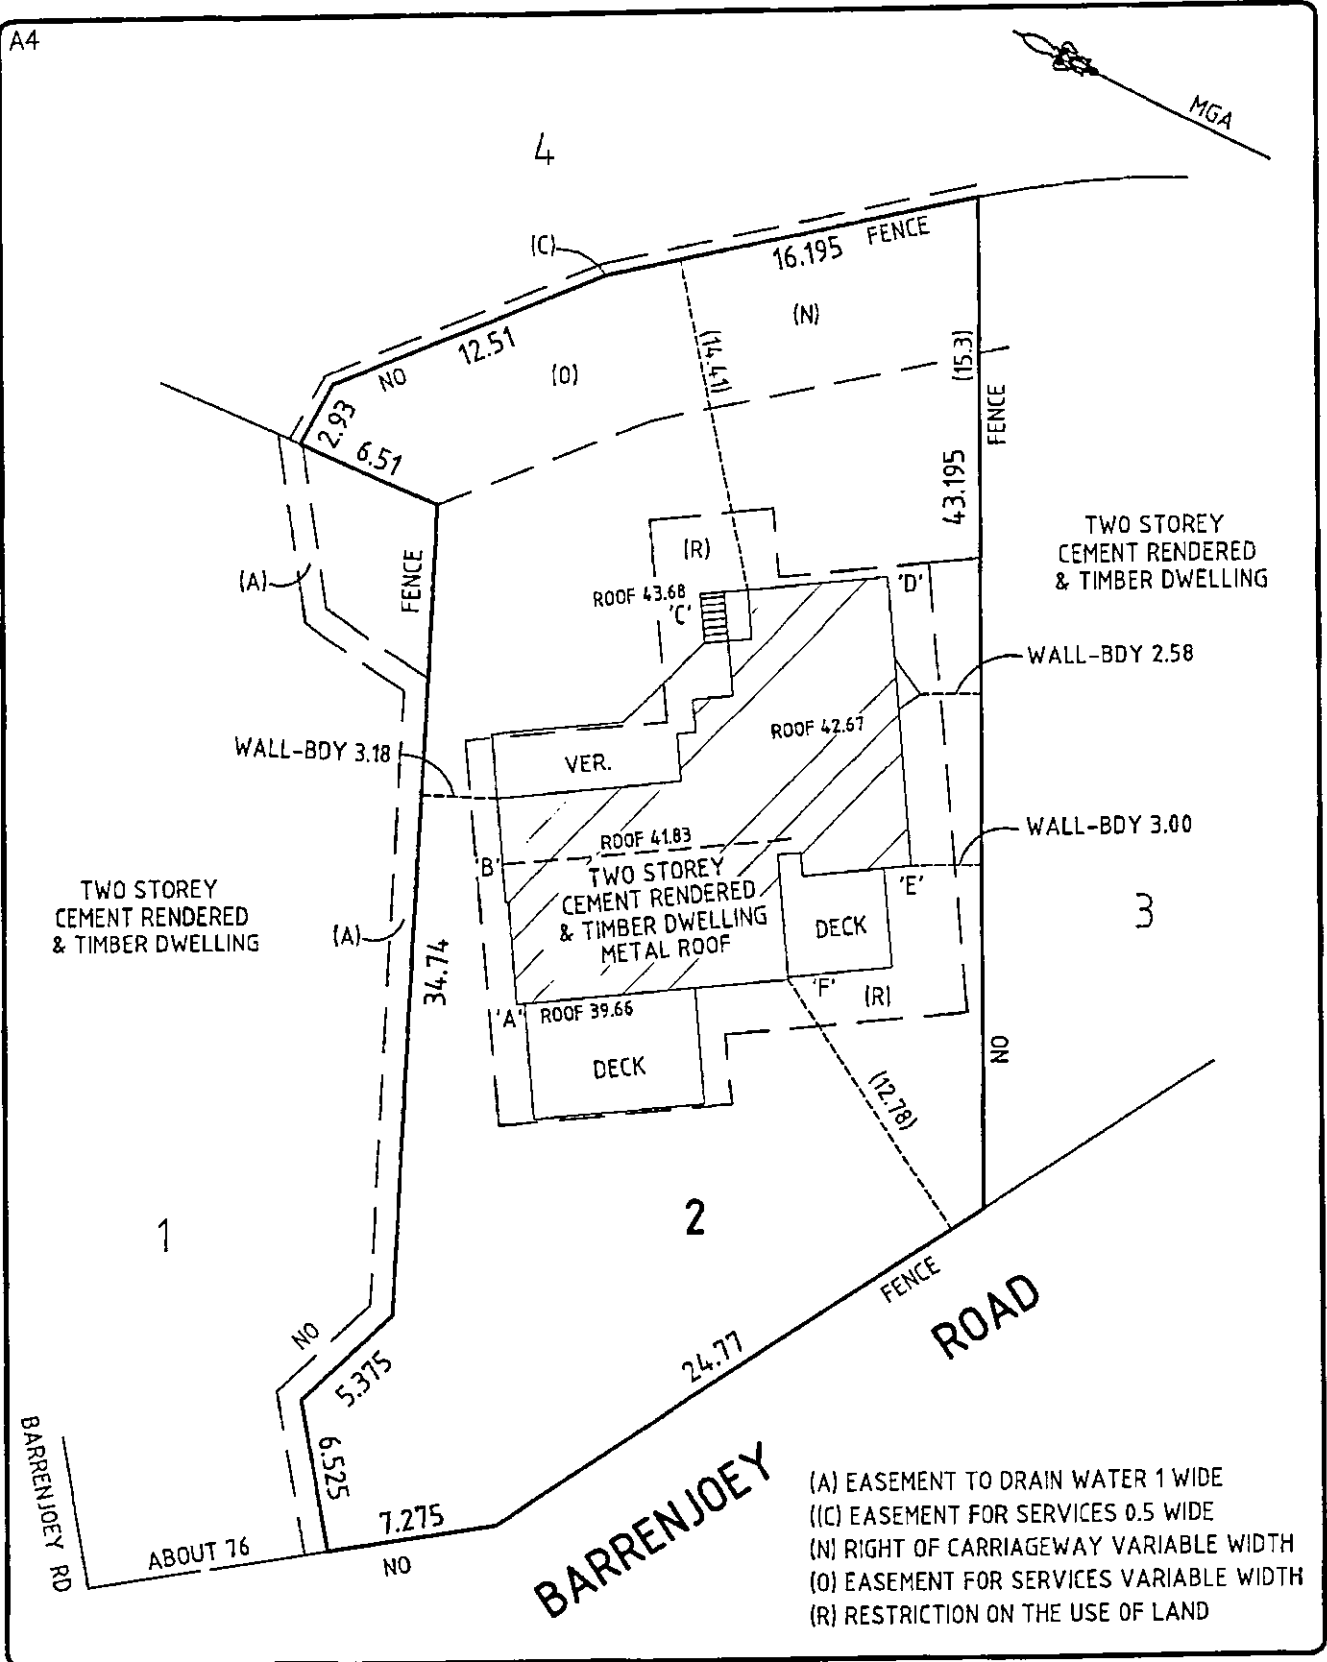 A4
MGA
4
(C)
16.195
FENCE
12.51
NO
(O)
(N)
(14.41)
(15.3)
FENCE
2.93
6.51
43.195
FENCE
(A)
(R)
ROOF 43.68
'C'
'D'
TWO STOREY
CEMENT RENDERED
& TIMBER DWELLING
WALL-BDY 2.58
WALL-BDY 3.18
VER.
ROOF 42.67
WALL-BDY 3.00
ROOF 41.83
'B'
TWO STOREY
CEMENT RENDERED
& TIMBER DWELLING
METAL ROOF
'E'
DECK
3
TWO STOREY
CEMENT RENDERED
& TIMBER DWELLING
(A)
34.74
'F'
(R)
'A'
ROOF 39.66
DECK
NO
(12.78)
1
2
FENCE
ROAD
NO
5.375
24.77
6.525
7.275
BARRENJOEY RD
ABOUT 76
NO
BARRENJOEY
(A) EASEMENT TO DRAIN WATER 1 WIDE
((C) EASEMENT FOR SERVICES 0.5 WIDE
(N) RIGHT OF CARRIAGEWAY VARIABLE WIDTH
(O) EASEMENT FOR SERVICES VARIABLE WIDTH
(R) RESTRICTION ON THE USE OF LAND